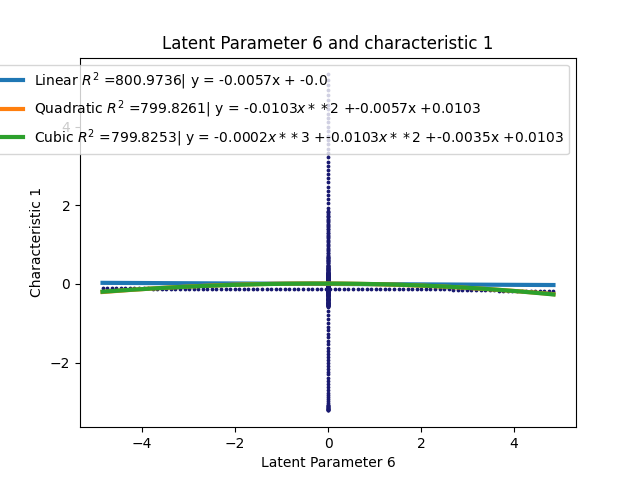 Latent Parameter 6 and characteristic 1
Linear R² =800.9736| y = -0.0057x + -0.0
Quadratic R² =799.8261| y = -0.0103x * *2 +-0.0057x +0.0103
Cubic R² =799.8253| y = -0.0002x * *3 +-0.0103x * *2 +-0.0035x +0.0103
4
2
0
−2
Characteristic 1
−4 −2 0 2 4
Latent Parameter 6